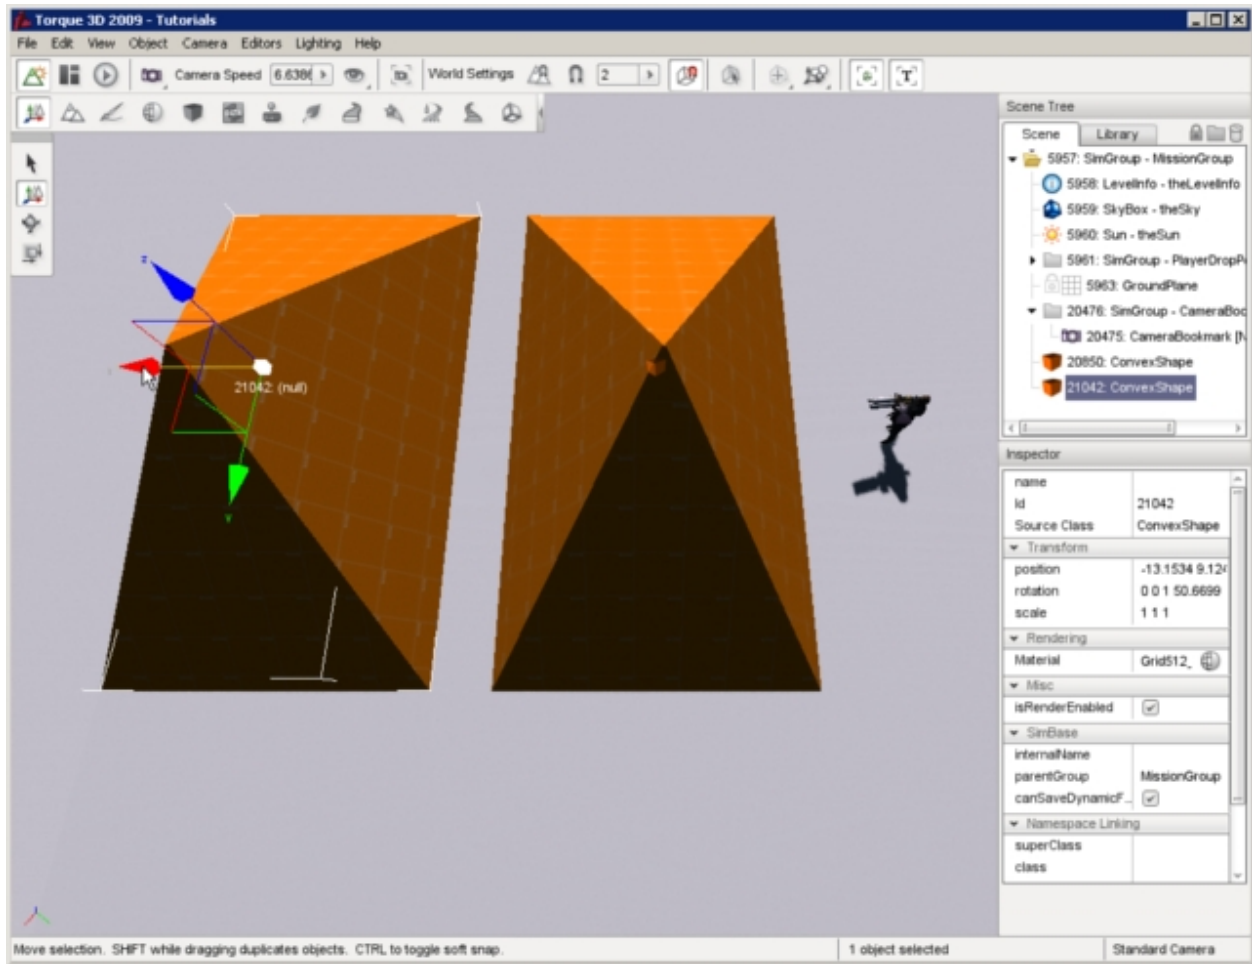 Torque 3D 2009 - Tutorials
File Edit View Object Camera Editors Lighting Help
Camera Speed 6.638 World Settings 2
Scene Tree
Scene Library
5957: SimGroup - MissionGroup
5958: LevelInfo - theLevelInfo
5959: SkyBox - theSky
5960: Sun - theSun
5961: SimGroup - PlayerDropP
5963: GroundPlane
20476: SimGroup - CameraBoo
20475: CameraBookmark [N
20850: ConvexShape
21042: ConvexShape
z
21042: (null)
Y
Inspector
name
Id 21042
Source Class ConvexShape
Transform
position -13.1534 9.124
rotation 0 0 1 50.6699
scale 1 1 1
Rendering
Material Grid512_
Misc
isRenderEnabled
SimBase
internalName
parentGroup MissionGroup
canSaveDynamicF...
Namespace Linking
superClass
class
Move selection. SHIFT while dragging duplicates objects. CTRL to toggle soft snap. 1 object selected Standard Camera